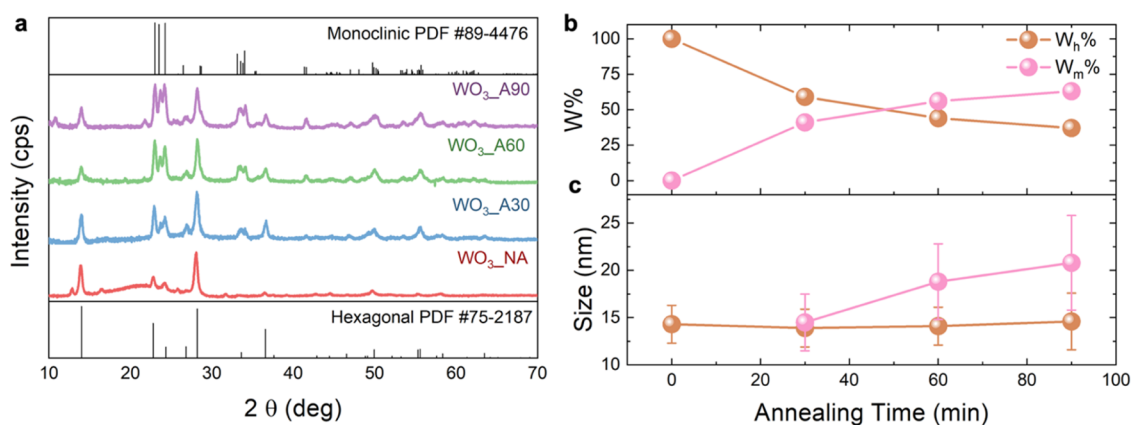 a
Monoclinic PDF #89-4476
WO₃_A90
WO₃_A60
WO₃_A30
WO₃_NA
Hexagonal PDF #75-2187
Intensity (cps)
10 20 30 40 50 60 70
2 θ (deg)
b
100
75
50
25
0
W%
Wₕ%
Wₘ%
c
25
20
15
10
Size (nm)
0 20 40 60 80 100
Annealing Time (min)